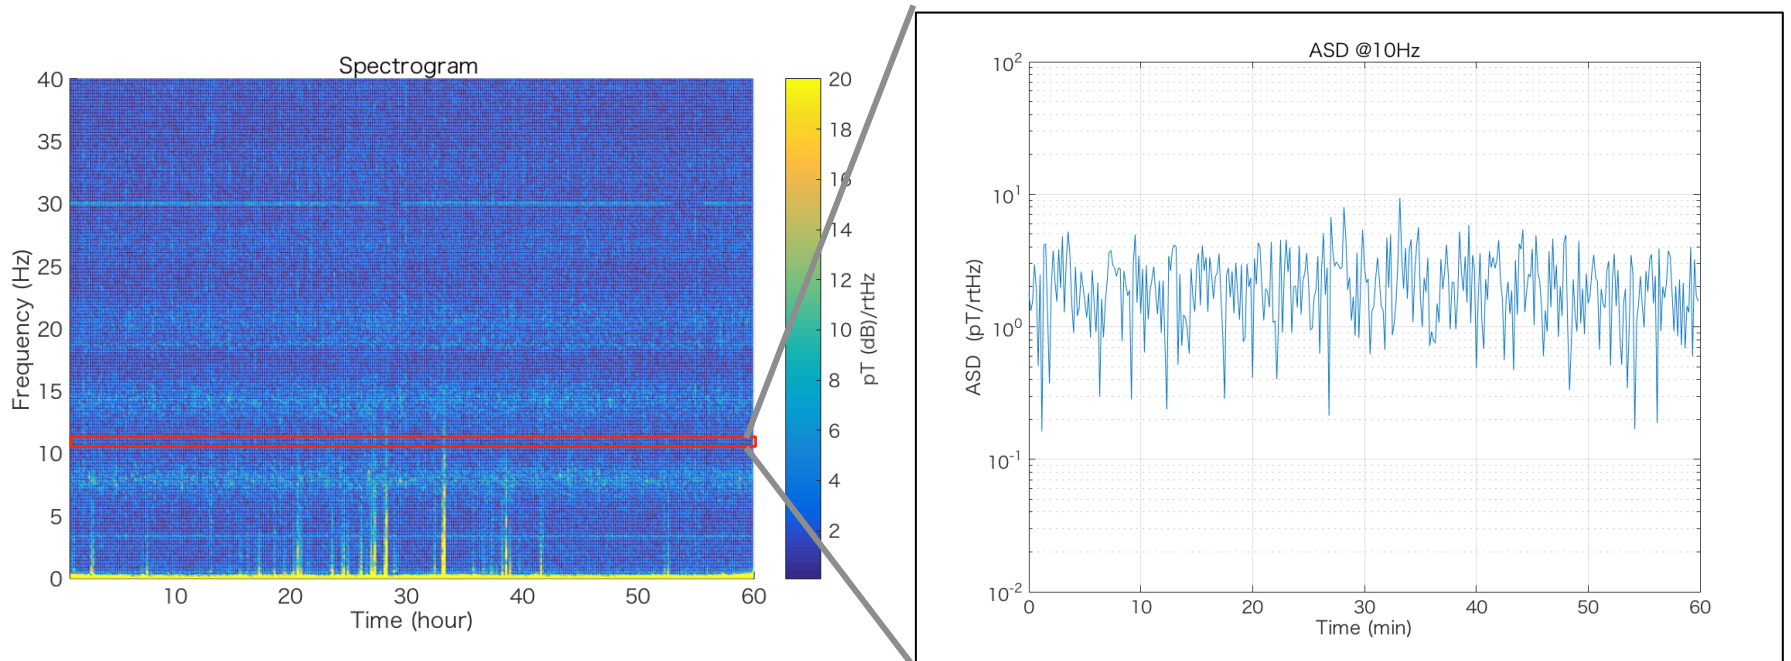 Spectrogram
40
35
30
25
20
15
10
5
0
Frequency (Hz)
10 20 30 40 50 60
Time (hour)
20
18
16
14
12
10
8
6
4
2
pT (dB)/rtHz
ASD @10Hz
10^2
10^1
10^0
10^-1
10^-2
ASD (pT/rtHz)
0 10 20 30 40 50 60
Time (min)